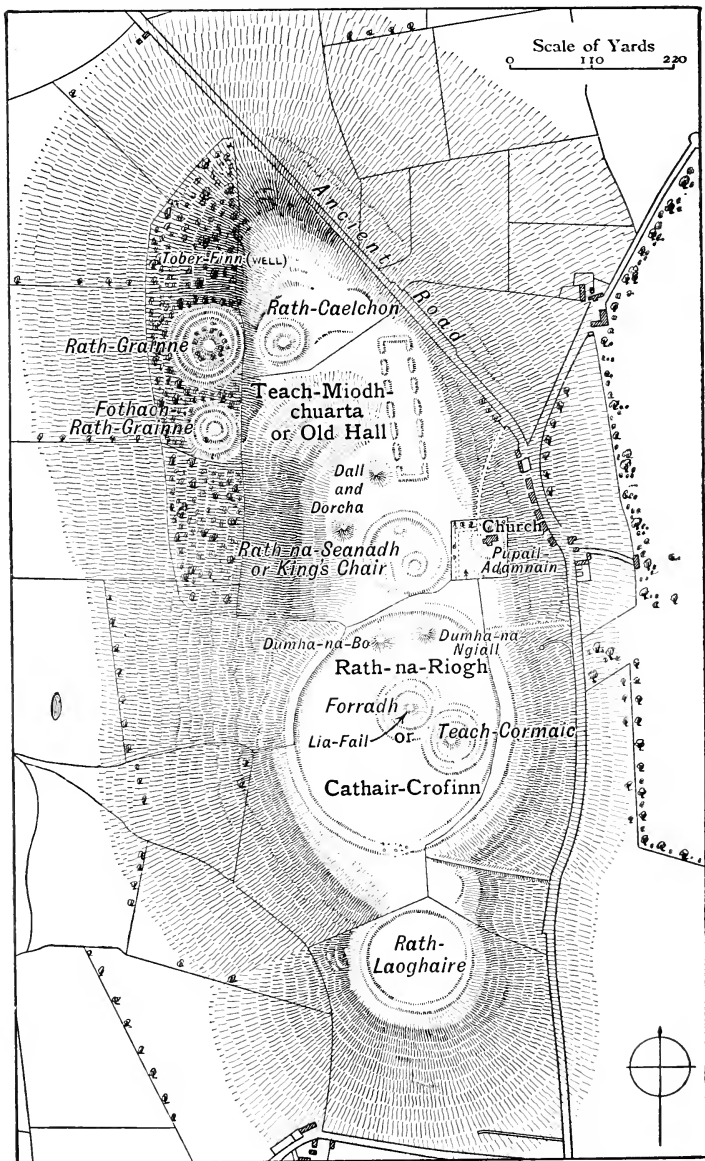 Scale of Yards
0 110 220
Ancient Road
Tober-Finn (WELL)
Rath-Caelchon
Rath-Grainne
Teach-Miodh-
chuarta
or Old Hall
Fothach-
Rath-Grainne
Dall
and
Dorcha
Church
Pupall-
Adamnain
Rath-na-Seanadh
or King's Chair
Dumha-na-Bo
Dumha-na-
Ngiall
Rath-na-Riogh
Forradh
Lia-Fail
or
Teach-Cormaic
Cathair-Crofinn
Rath-
Laoghaire